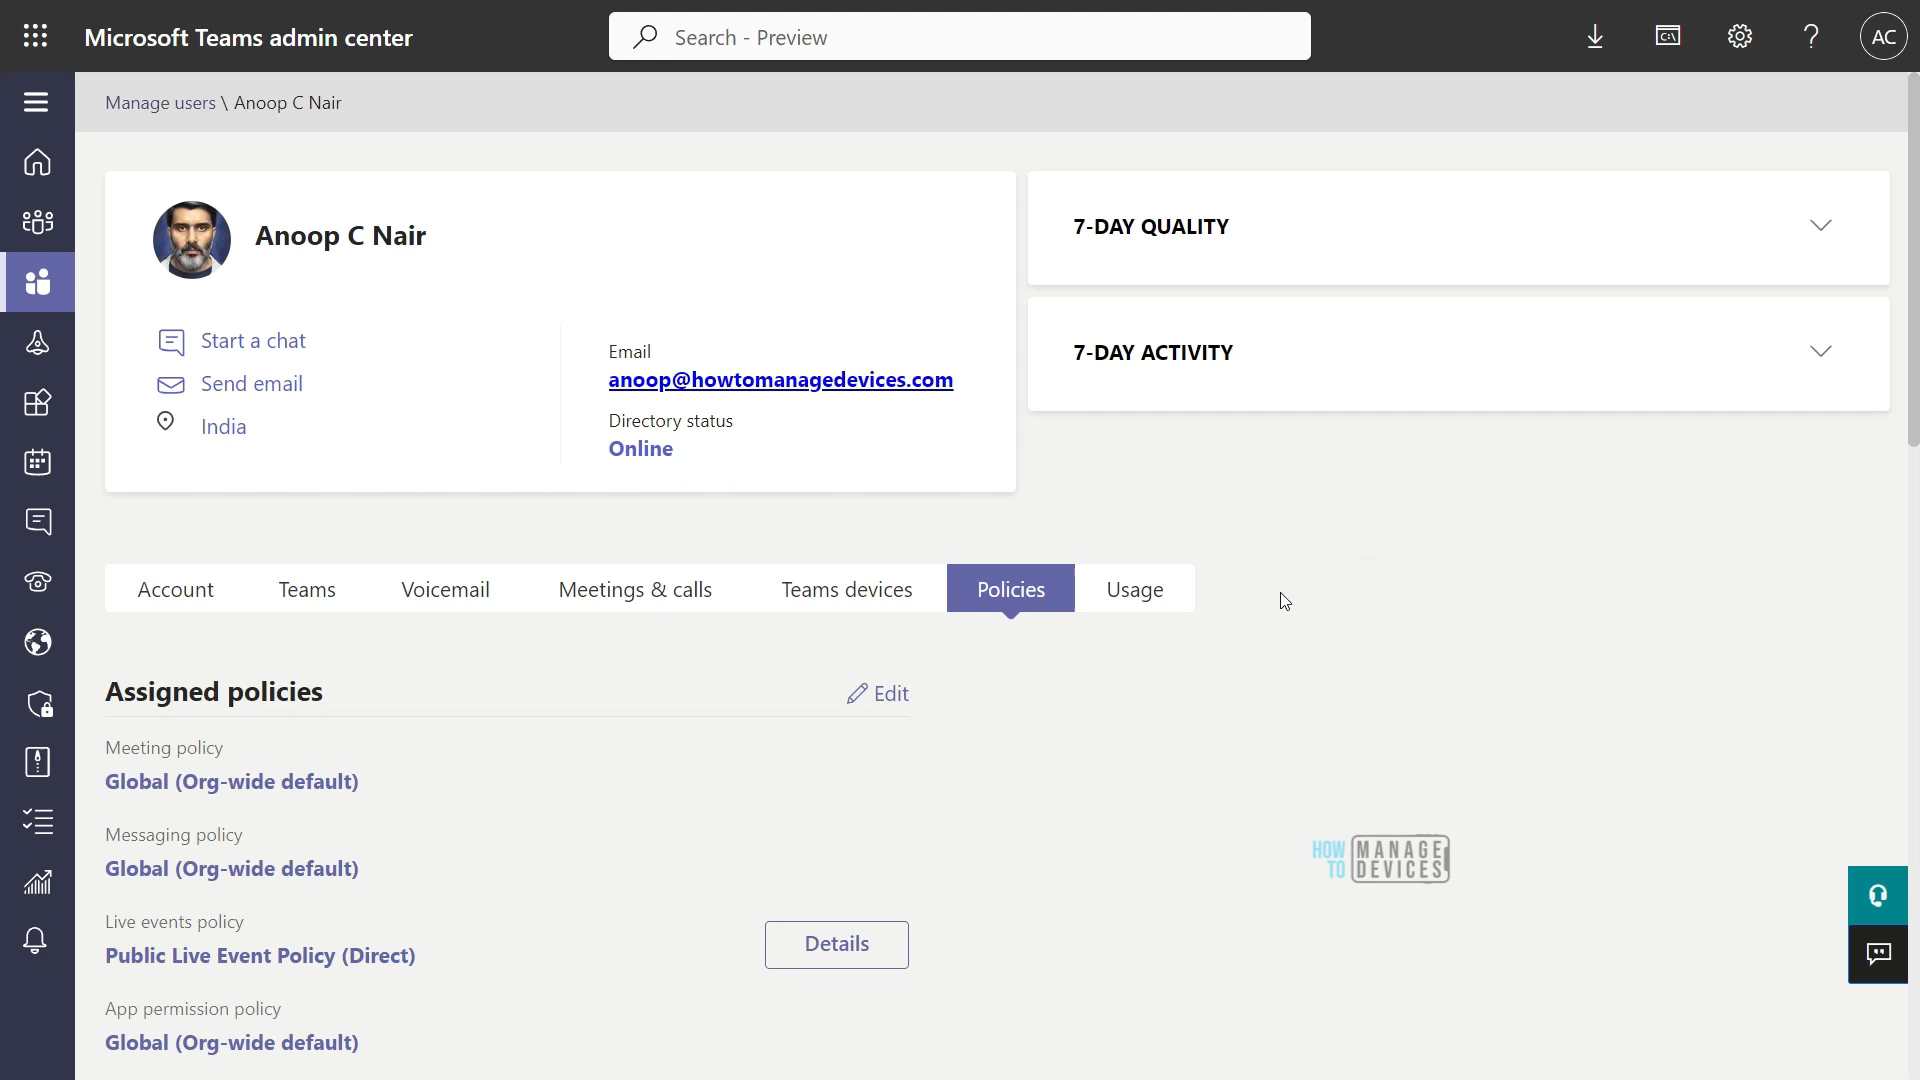 Microsoft Teams admin center
Search - Preview
C:\
?
AC
Manage users \ Anoop C Nair
Anoop C Nair
7-DAY QUALITY
Start a chat
Send email
India
Email
anoop@howtomanagedevices.com
Directory status
Online
7-DAY ACTIVITY
Account
Teams
Voicemail
Meetings & calls
Teams devices
Policies
Usage
Assigned policies
Edit
Meeting policy
Global (Org-wide default)
Messaging policy
Global (Org-wide default)
HOW TO MANAGE DEVICES
Live events policy
Public Live Event Policy (Direct)
Details
App permission policy
Global (Org-wide default)